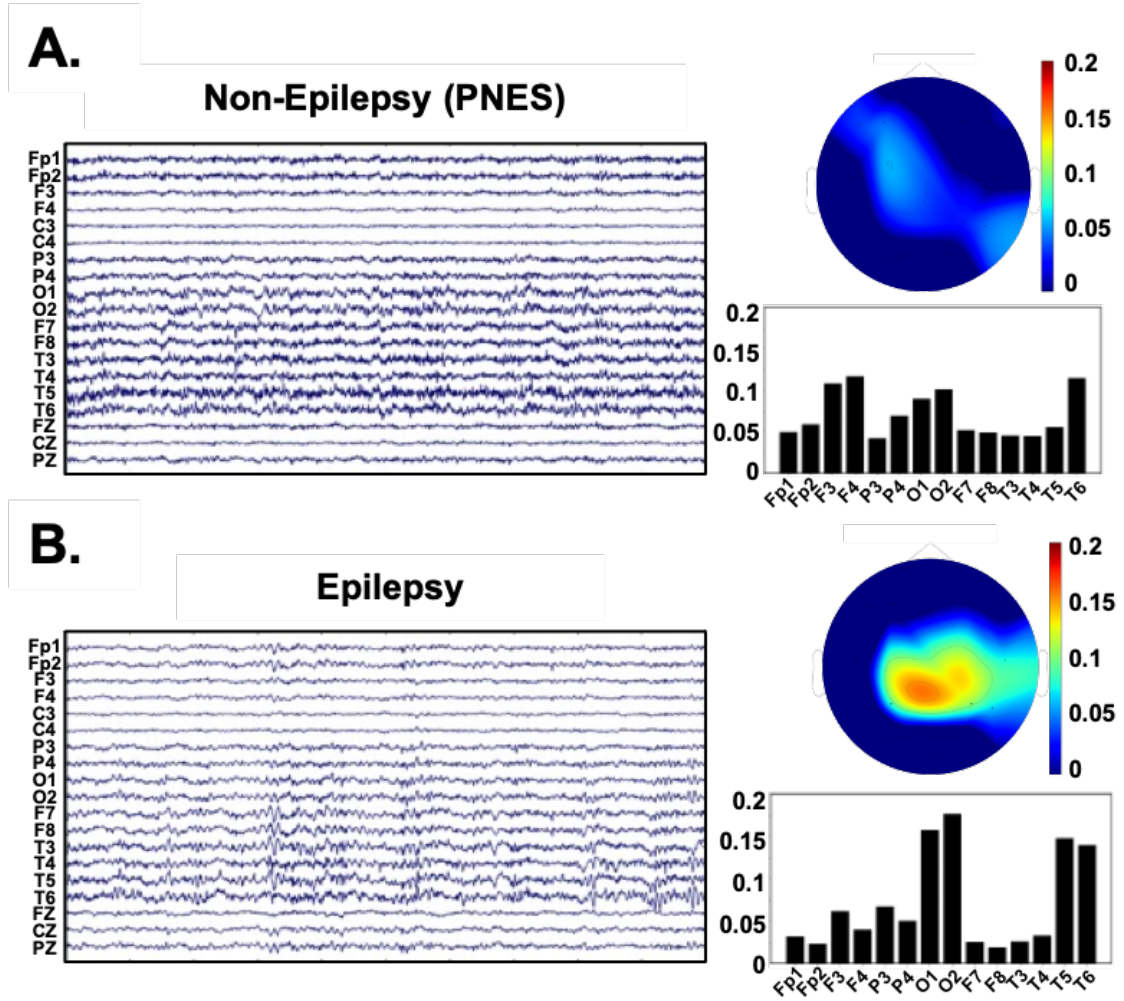 A.
Non-Epilepsy (PNES)
Fp1
Fp2
F3
F4
C3
C4
P3
P4
O1
O2
F7
F8
T3
T4
T5
T6
FZ
CZ
PZ
0.2
0.15
0.1
0.05
0
0.2
0.15
0.1
0.05
0
Fp1 Fp2 F3 F4 P3 P4 O1 O2 F7 F8 T3 T4 T5 T6
B.
Epilepsy
Fp1
Fp2
F3
F4
C3
C4
P3
P4
O1
O2
F7
F8
T3
T4
T5
T6
FZ
CZ
PZ
0.2
0.15
0.1
0.05
0
0.2
0.15
0.1
0.05
0
Fp1 Fp2 F3 F4 P3 P4 O1 O2 F7 F8 T3 T4 T5 T6